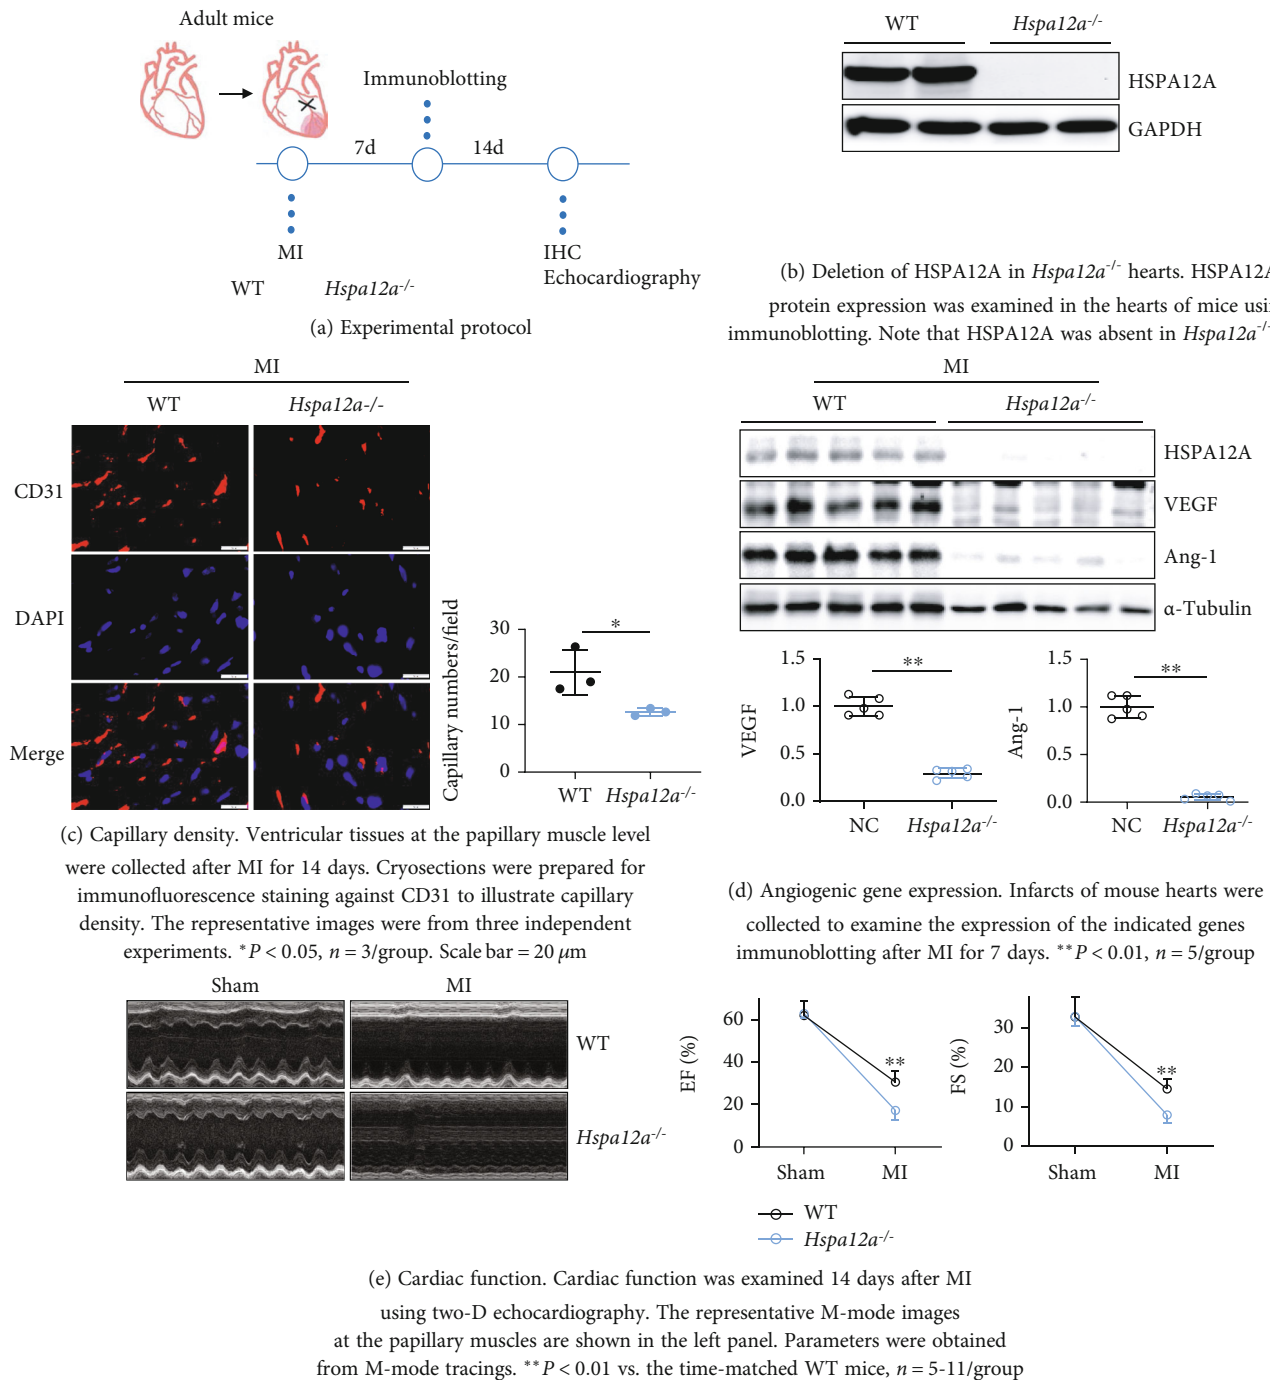 Adult mice
Immunoblotting
7d
14d
MI
IHC
Echocardiography
WT
Hspa12a-/-
(a) Experimental protocol
WT
Hspa12a-/-
HSPA12A
GAPDH
(b) Deletion of HSPA12A in Hspa12a-/- hearts. HSPA12A
protein expression was examined in the hearts of mice usin
immunoblotting. Note that HSPA12A was absent in Hspa12a-/-
MI
WT
Hspa12a-/-
CD31
DAPI
Merge
Capillary numbers/field
30
20
10
0
*
WT
Hspa12a-/-
(c) Capillary density. Ventricular tissues at the papillary muscle level
were collected after MI for 14 days. Cryosections were prepared for
immunofluorescence staining against CD31 to illustrate capillary
density. The representative images were from three independent
experiments. *P < 0.05, n = 3/group. Scale bar = 20 μm
MI
WT
Hspa12a-/-
HSPA12A
VEGF
Ang-1
α-Tubulin
VEGF
1.5
1.0
0.5
0.0
**
NC
Hspa12a-/-
Ang-1
1.5
1.0
0.5
0.0
**
NC
Hspa12a-/-
(d) Angiogenic gene expression. Infarcts of mouse hearts were
collected to examine the expression of the indicated genes
immunoblotting after MI for 7 days. **P < 0.01, n = 5/group
Sham
MI
WT
Hspa12a-/-
EF (%)
60
40
20
0
**
Sham
MI
FS (%)
30
20
10
0
**
Sham
MI
WT
Hspa12a-/-
(e) Cardiac function. Cardiac function was examined 14 days after MI
using two-D echocardiography. The representative M-mode images
at the papillary muscles are shown in the left panel. Parameters were obtained
from M-mode tracings. **P < 0.01 vs. the time-matched WT mice, n = 5-11/group